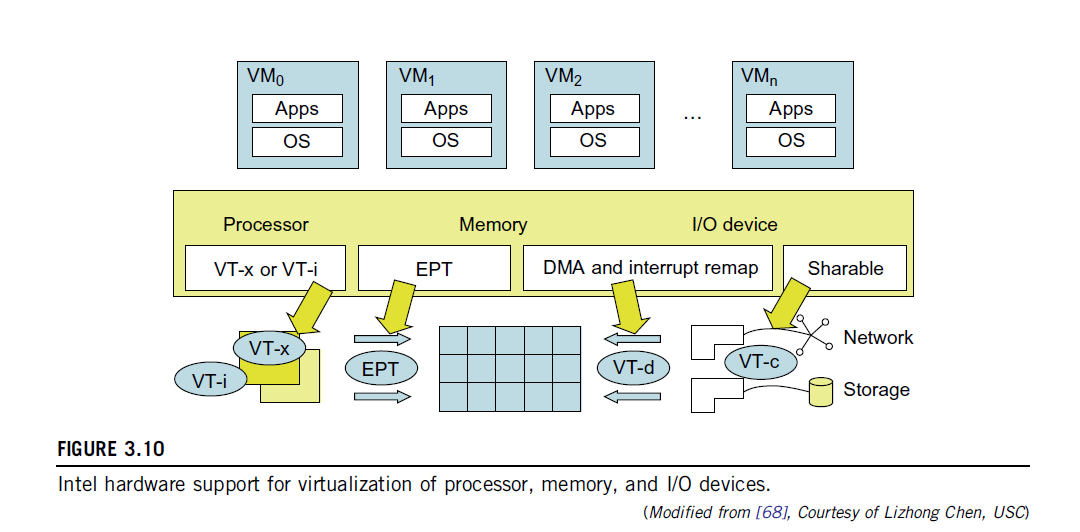 VM0 VM1 VM2 VMn
Apps Apps Apps ... Apps
OS OS OS OS
Processor Memory I/O device
VT-x or VT-i EPT DMA and interrupt remap Sharable
VT-x EPT VT-d VT-c Network
VT-i Storage
FIGURE 3.10
Intel hardware support for virtualization of processor, memory, and I/O devices.
(Modified from [68], Courtesy of Lizhong Chen, USC)